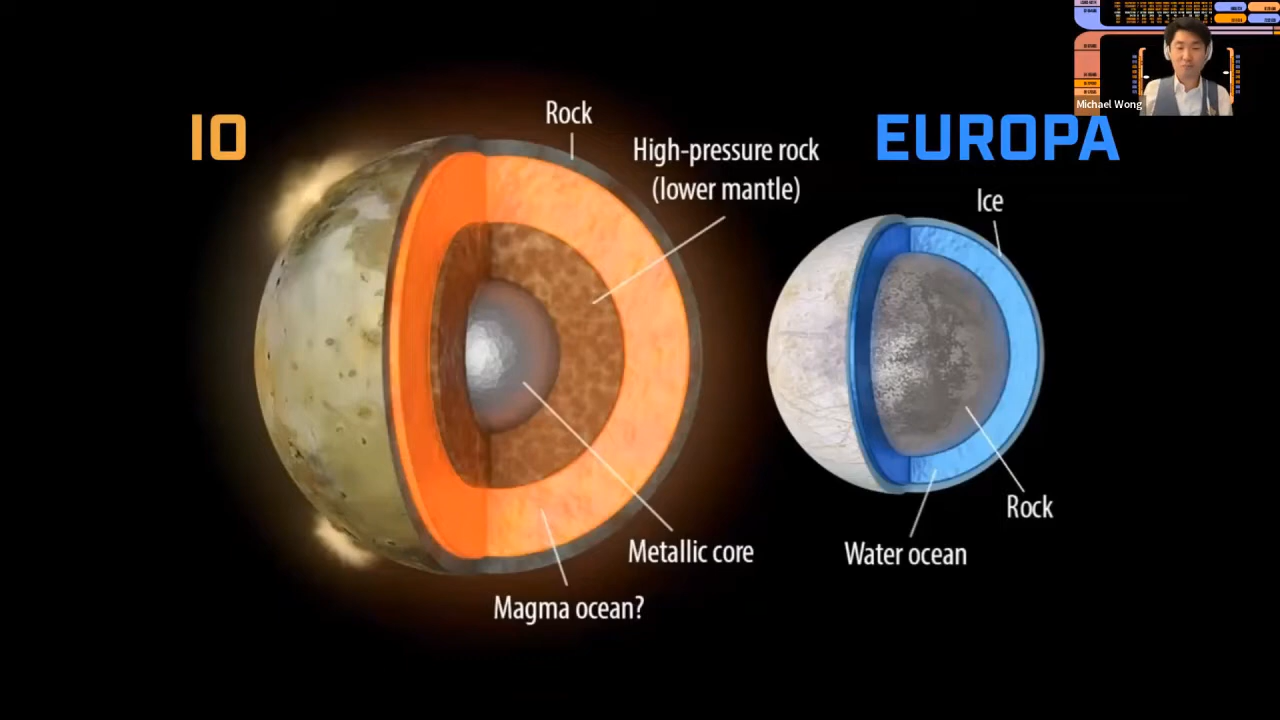 Michael Wong
IO
EUROPA
Rock
High-pressure rock
(lower mantle)
Ice
Rock
Metallic core
Water ocean
Magma ocean?